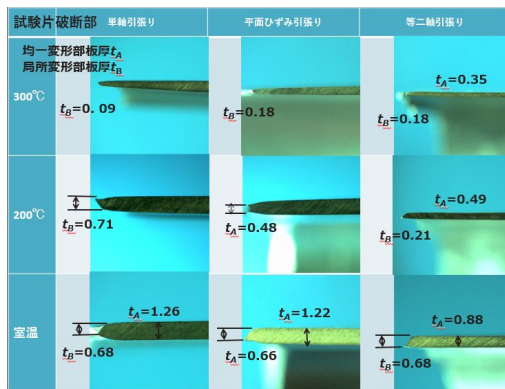 試験片破断部 単軸引張り 平面ひずみ引張り 等二軸引張り
均一変形部板厚tA
局所変形部板厚tB
300℃
tB=0.09
tB=0.18
tA=0.35
tB=0.18
200℃
tB=0.71
tA=0.48
tA=0.49
tB=0.21
室温
tA=1.26
tB=0.68
tA=1.22
tA=0.66
tA=0.88
tB=0.68